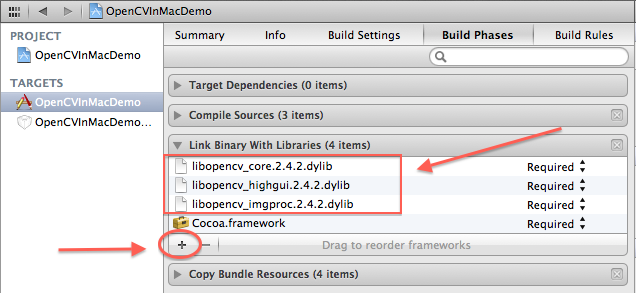 OpenCVInMacDemo
PROJECT
OpenCVInMacDemo
TARGETS
OpenCVInMacDemo
OpenCVInMacDemo...
Summary Info Build Settings Build Phases Build Rules
Target Dependencies (0 items)
Compile Sources (3 items)
Link Binary With Libraries (4 items)
libopencv_core.2.4.2.dylib Required
libopencv_highgui.2.4.2.dylib Required
libopencv_imgproc.2.4.2.dylib Required
Cocoa.framework Required
+ − Drag to reorder frameworks
Copy Bundle Resources (4 items)